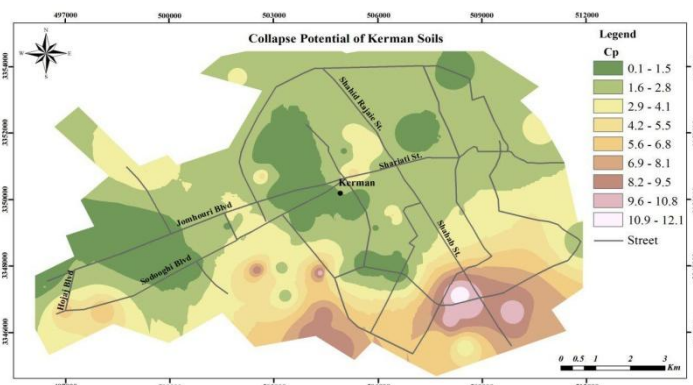 497000 500000 503000 506000 509000 512000
Collapse Potential of Kerman Soils
N
W E
S
Legend
Cp
0.1 - 1.5
1.6 - 2.8
2.9 - 4.1
4.2 - 5.5
5.6 - 6.8
6.9 - 8.1
8.2 - 9.5
9.6 - 10.8
10.9 - 12.1
Street
3354000
3352000
3350000
3348000
3346000
Shahid Rajaie St.
Shariati St.
Kerman
Jomhouri Blvd
Shahab St.
Sodooghi Blvd
Hojaj Blvd
0 0.5 1 2 3
Km